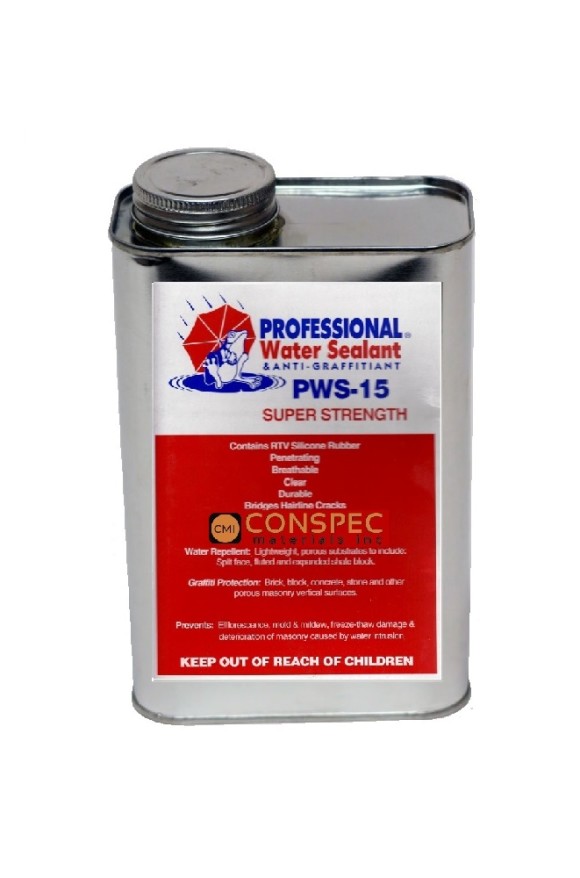 PROFESSIONAL®
Water Sealant
& ANTI-GRAFFITIANT
PWS-15
SUPER STRENGTH
Contains RTV Silicone Rubber
Penetrating
Breathable
Clear
Durable
Bridges Hairline Cracks
CMI CONSPEC
materials inc
Water Repellent: Lightweight, porous substrates to include:
Split face, fluted and expanded shale block.
Graffiti Protection: Brick, block, concrete, stone and other
porous masonry vertical surfaces.
Prevents: Efflorescence, mold & mildew, freeze-thaw damage &
deterioration of masonry caused by water intrusion.
KEEP OUT OF REACH OF CHILDREN